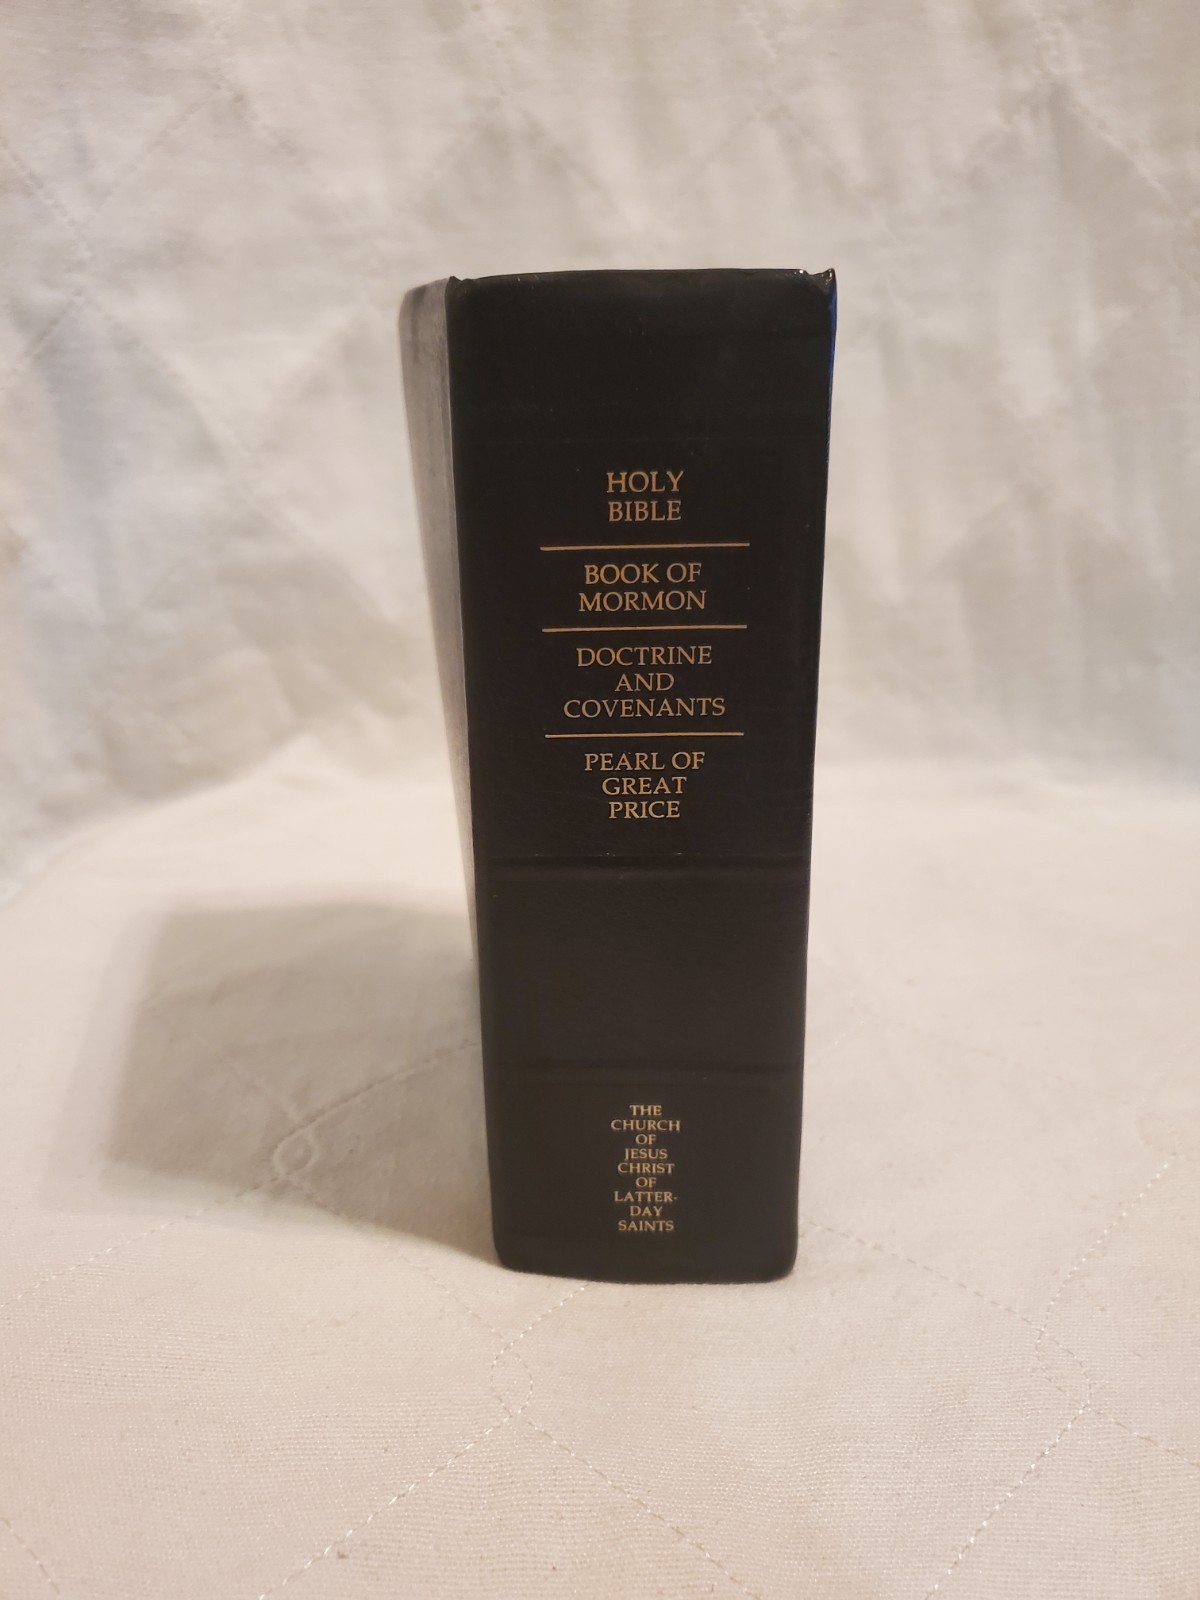 HOLY
BIBLE
BOOK OF
MORMON
DOCTRINE
AND
COVENANTS
PEARL OF
GREAT
PRICE
THE
CHURCH
OF
JESUS
CHRIST
OF
LATTER-
DAY
SAINTS